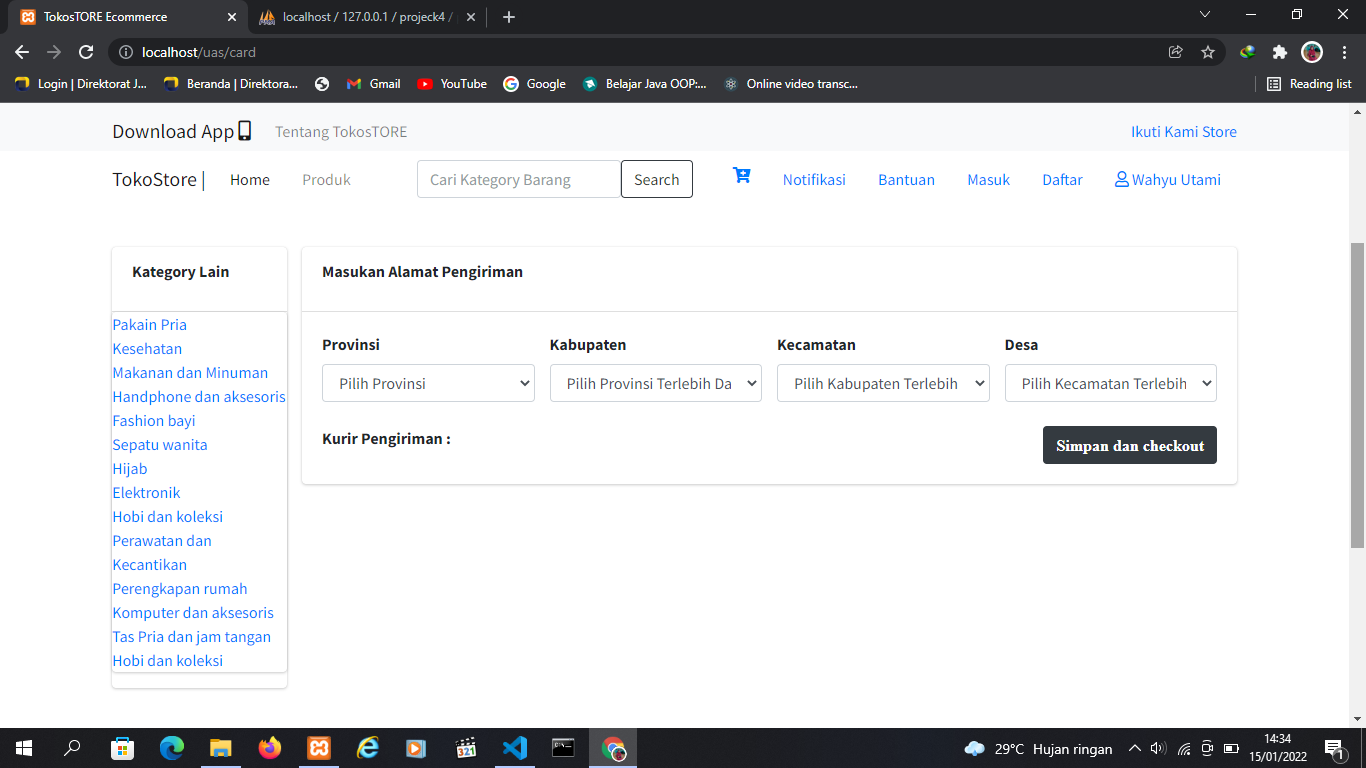 TokosTORE Ecommerce
localhost / 127.0.0.1 / projeck4 /
localhost/uas/card
Login | Direktorat J...
Beranda | Direktora...
Gmail
YouTube
Google
Belajar Java OOP:...
Online video transc...
Reading list
Download App
Tentang TokosTORE
Ikuti Kami Store
TokoStore |
Home
Produk
Cari Kategory Barang
Search
Notifikasi
Bantuan
Masuk
Daftar
Wahyu Utami
Kategory Lain
Pakain Pria
Kesehatan
Makanan dan Minuman
Handphone dan aksesoris
Fashion bayi
Sepatu wanita
Hijab
Elektronik
Hobi dan koleksi
Perawatan dan
Kecantikan
Perengkapan rumah
Komputer dan aksesoris
Tas Pria dan jam tangan
Hobi dan koleksi
Masukan Alamat Pengiriman
Provinsi
Kabupaten
Kecamatan
Desa
Pilih Provinsi
Pilih Provinsi Terlebih Da
Pilih Kabupaten Terlebih
Pilih Kecamatan Terlebih
Kurir Pengiriman :
Simpan dan checkout
321
29°C Hujan ringan
14:34
15/01/2022
1